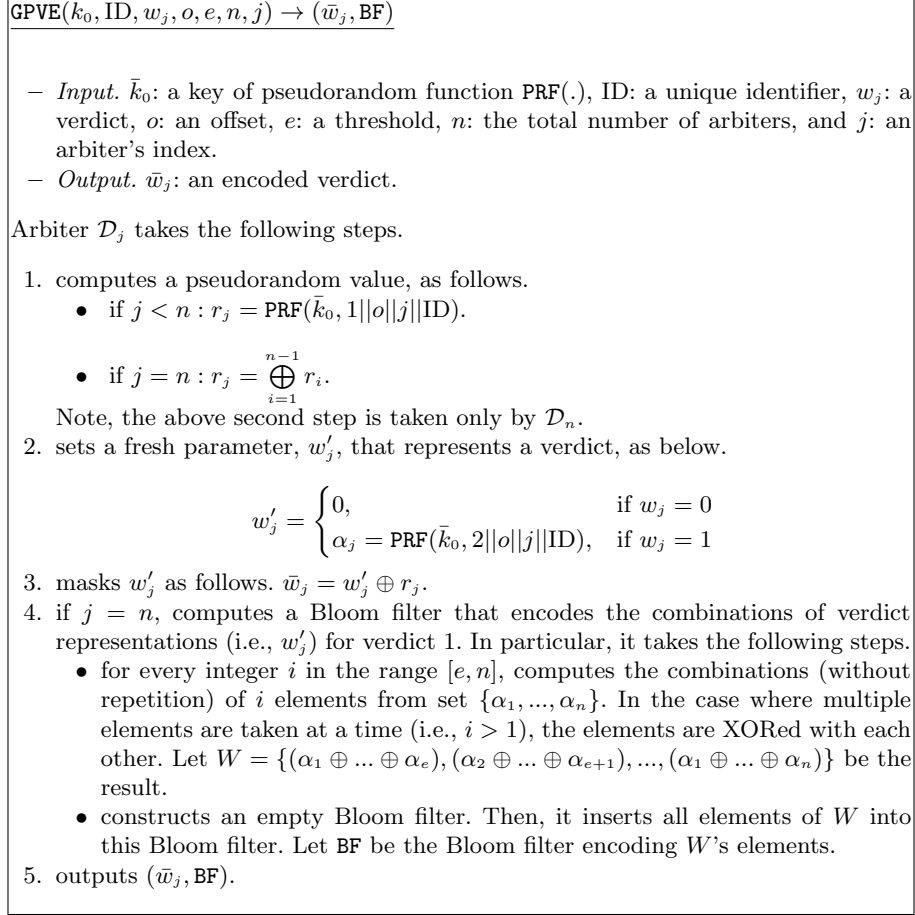 GPVE(k₀, ID, wⱼ, o, e, n, j) → (w̄ⱼ, BF)
– Input. k̄₀: a key of pseudorandom function PRF(.), ID: a unique identifier, wⱼ: a
verdict, o: an offset, e: a threshold, n: the total number of arbiters, and j: an
arbiter's index.
– Output. w̄ⱼ: an encoded verdict.
Arbiter 𝒟ⱼ takes the following steps.
1. computes a pseudorandom value, as follows.
• if j < n : rⱼ = PRF(k̄₀, 1||o||j||ID).
• if j = n : rⱼ = ⨁_{i=1}^{n−1} rᵢ.
Note, the above second step is taken only by 𝒟ₙ.
2. sets a fresh parameter, w′ⱼ, that represents a verdict, as below.
w′ⱼ = { 0, if wⱼ = 0
αⱼ = PRF(k̄₀, 2||o||j||ID), if wⱼ = 1
3. masks w′ⱼ as follows. w̄ⱼ = w′ⱼ ⊕ rⱼ.
4. if j = n, computes a Bloom filter that encodes the combinations of verdict
representations (i.e., w′ⱼ) for verdict 1. In particular, it takes the following steps.
• for every integer i in the range [e, n], computes the combinations (without
repetition) of i elements from set {α₁, ..., αₙ}. In the case where multiple
elements are taken at a time (i.e., i > 1), the elements are XORed with each
other. Let W = {(α₁ ⊕ ... ⊕ αₑ), (α₂ ⊕ ... ⊕ αₑ₊₁), ..., (α₁ ⊕ ... ⊕ αₙ)} be the
result.
• constructs an empty Bloom filter. Then, it inserts all elements of W into
this Bloom filter. Let BF be the Bloom filter encoding W's elements.
5. outputs (w̄ⱼ, BF).